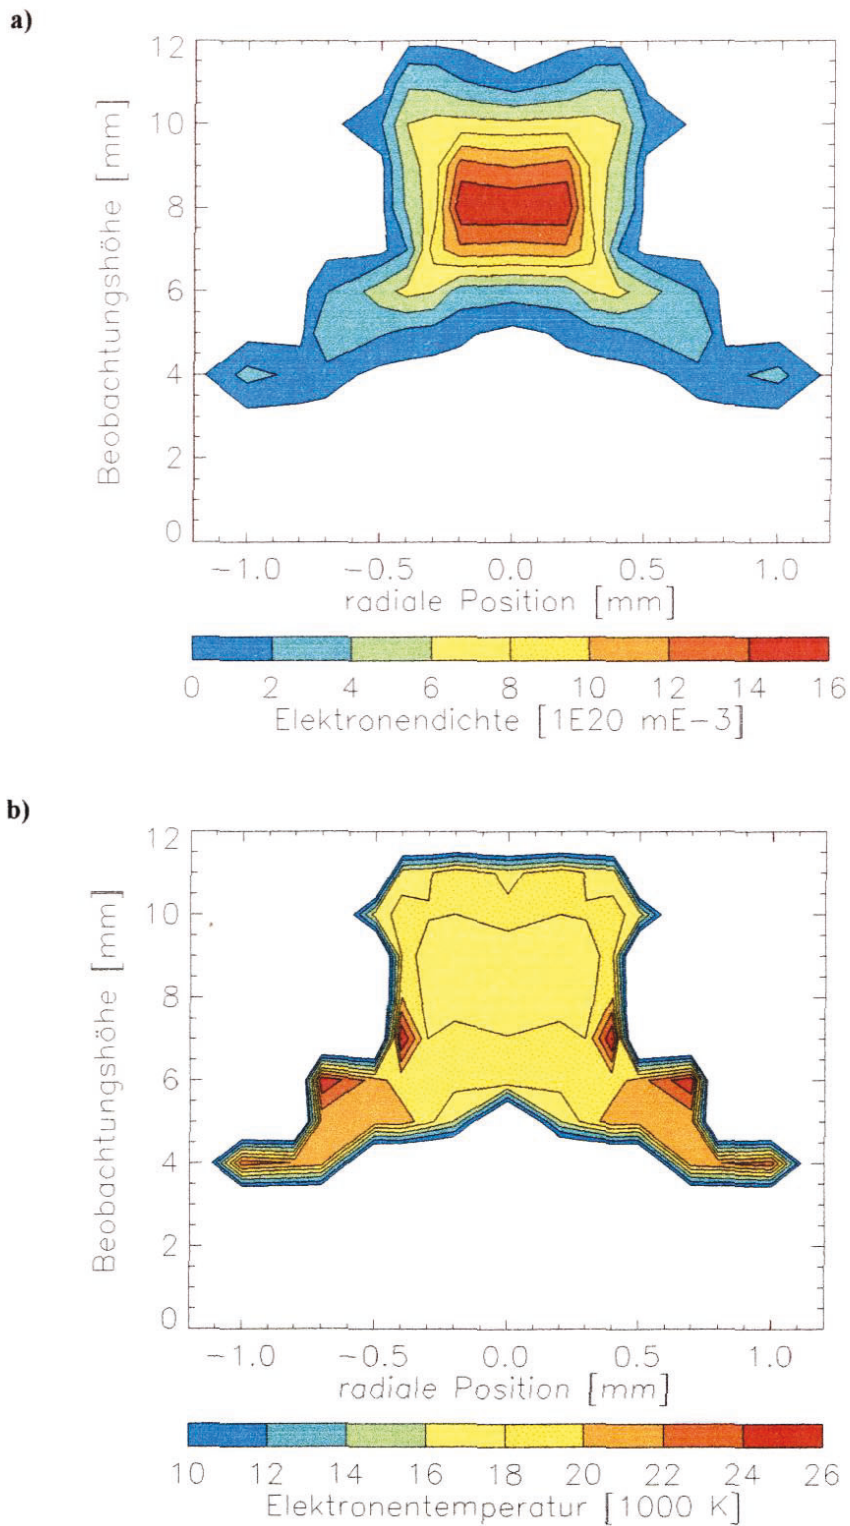 a)
12
10
8
6
4
2
0
Beobachtungshöhe [mm]
−1.0 −0.5 0.0 0.5 1.0
radiale Position [mm]
0 2 4 6 8 10 12 14 16
Elektronendichte [1E20 mE−3]
b)
12
10
8
6
4
2
0
Beobachtungshöhe [mm]
−1.0 −0.5 0.0 0.5 1.0
radiale Position [mm]
10 12 14 16 18 20 22 24 26
Elektronentemperatur [1000 K]